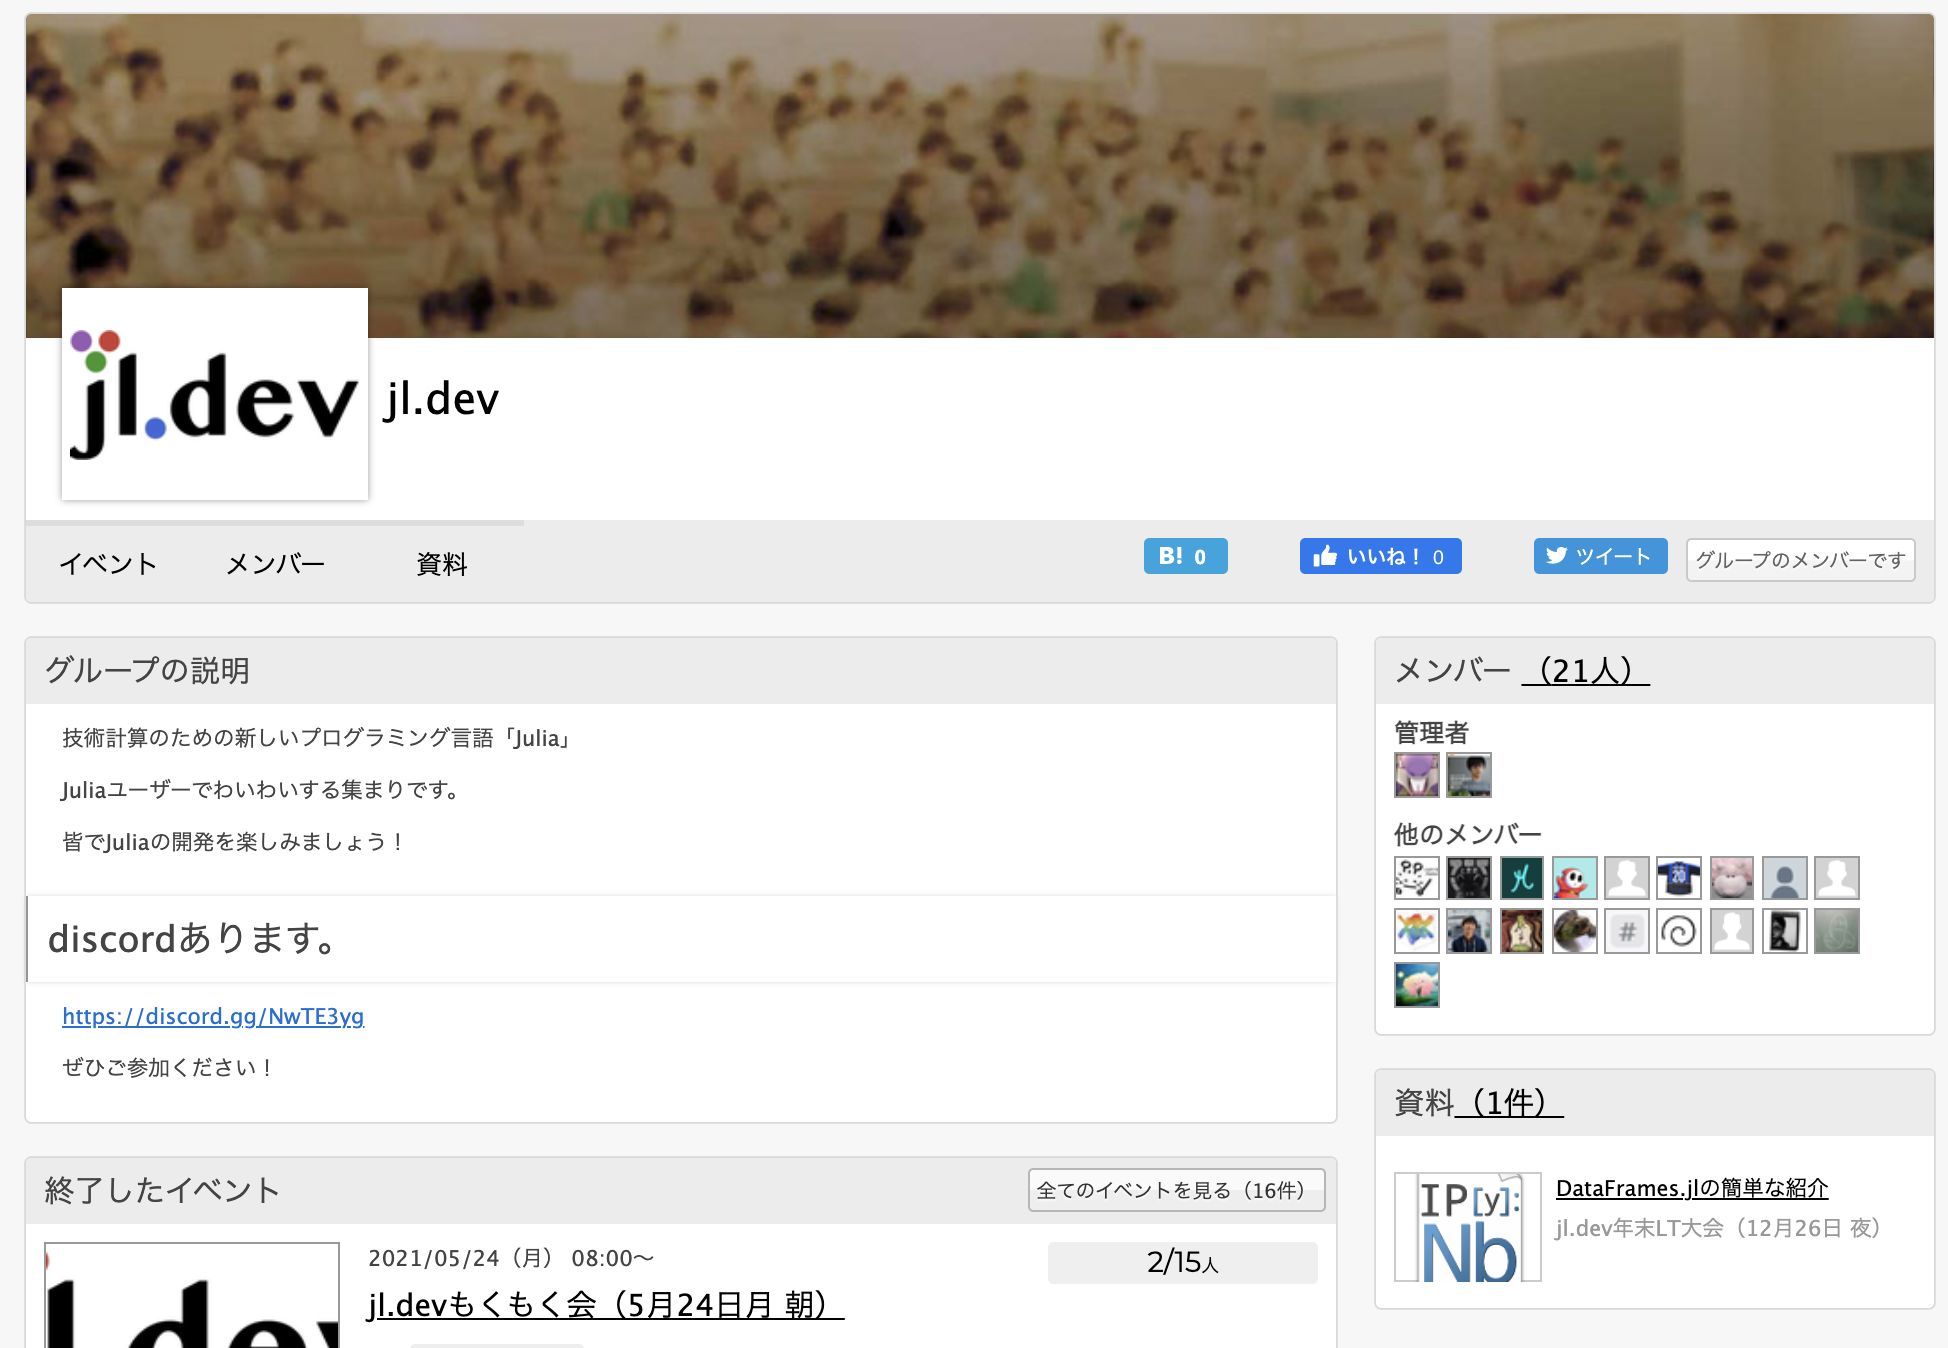 jl.dev
jl.dev
イベント
メンバー
資料
B! 0
いいね！ 0
ツイート
グループのメンバーです
グループの説明
技術計算のための新しいプログラミング言語「Julia」
Juliaユーザーでわいわいする集まりです。
皆でJuliaの開発を楽しみましょう！
discordあります。
https://discord.gg/NwTE3yg
ぜひご参加ください！
終了したイベント
全てのイベントを見る（16件）
2021/05/24（月） 08:00〜
2/15人
jl.devもくもく会（5月24日月 朝）
メンバー （21人）
管理者
他のメンバー
20
#
資料（1件）
IP[y]:
Nb
DataFrames.jlの簡単な紹介
jl.dev年末LT大会（12月26日 夜）